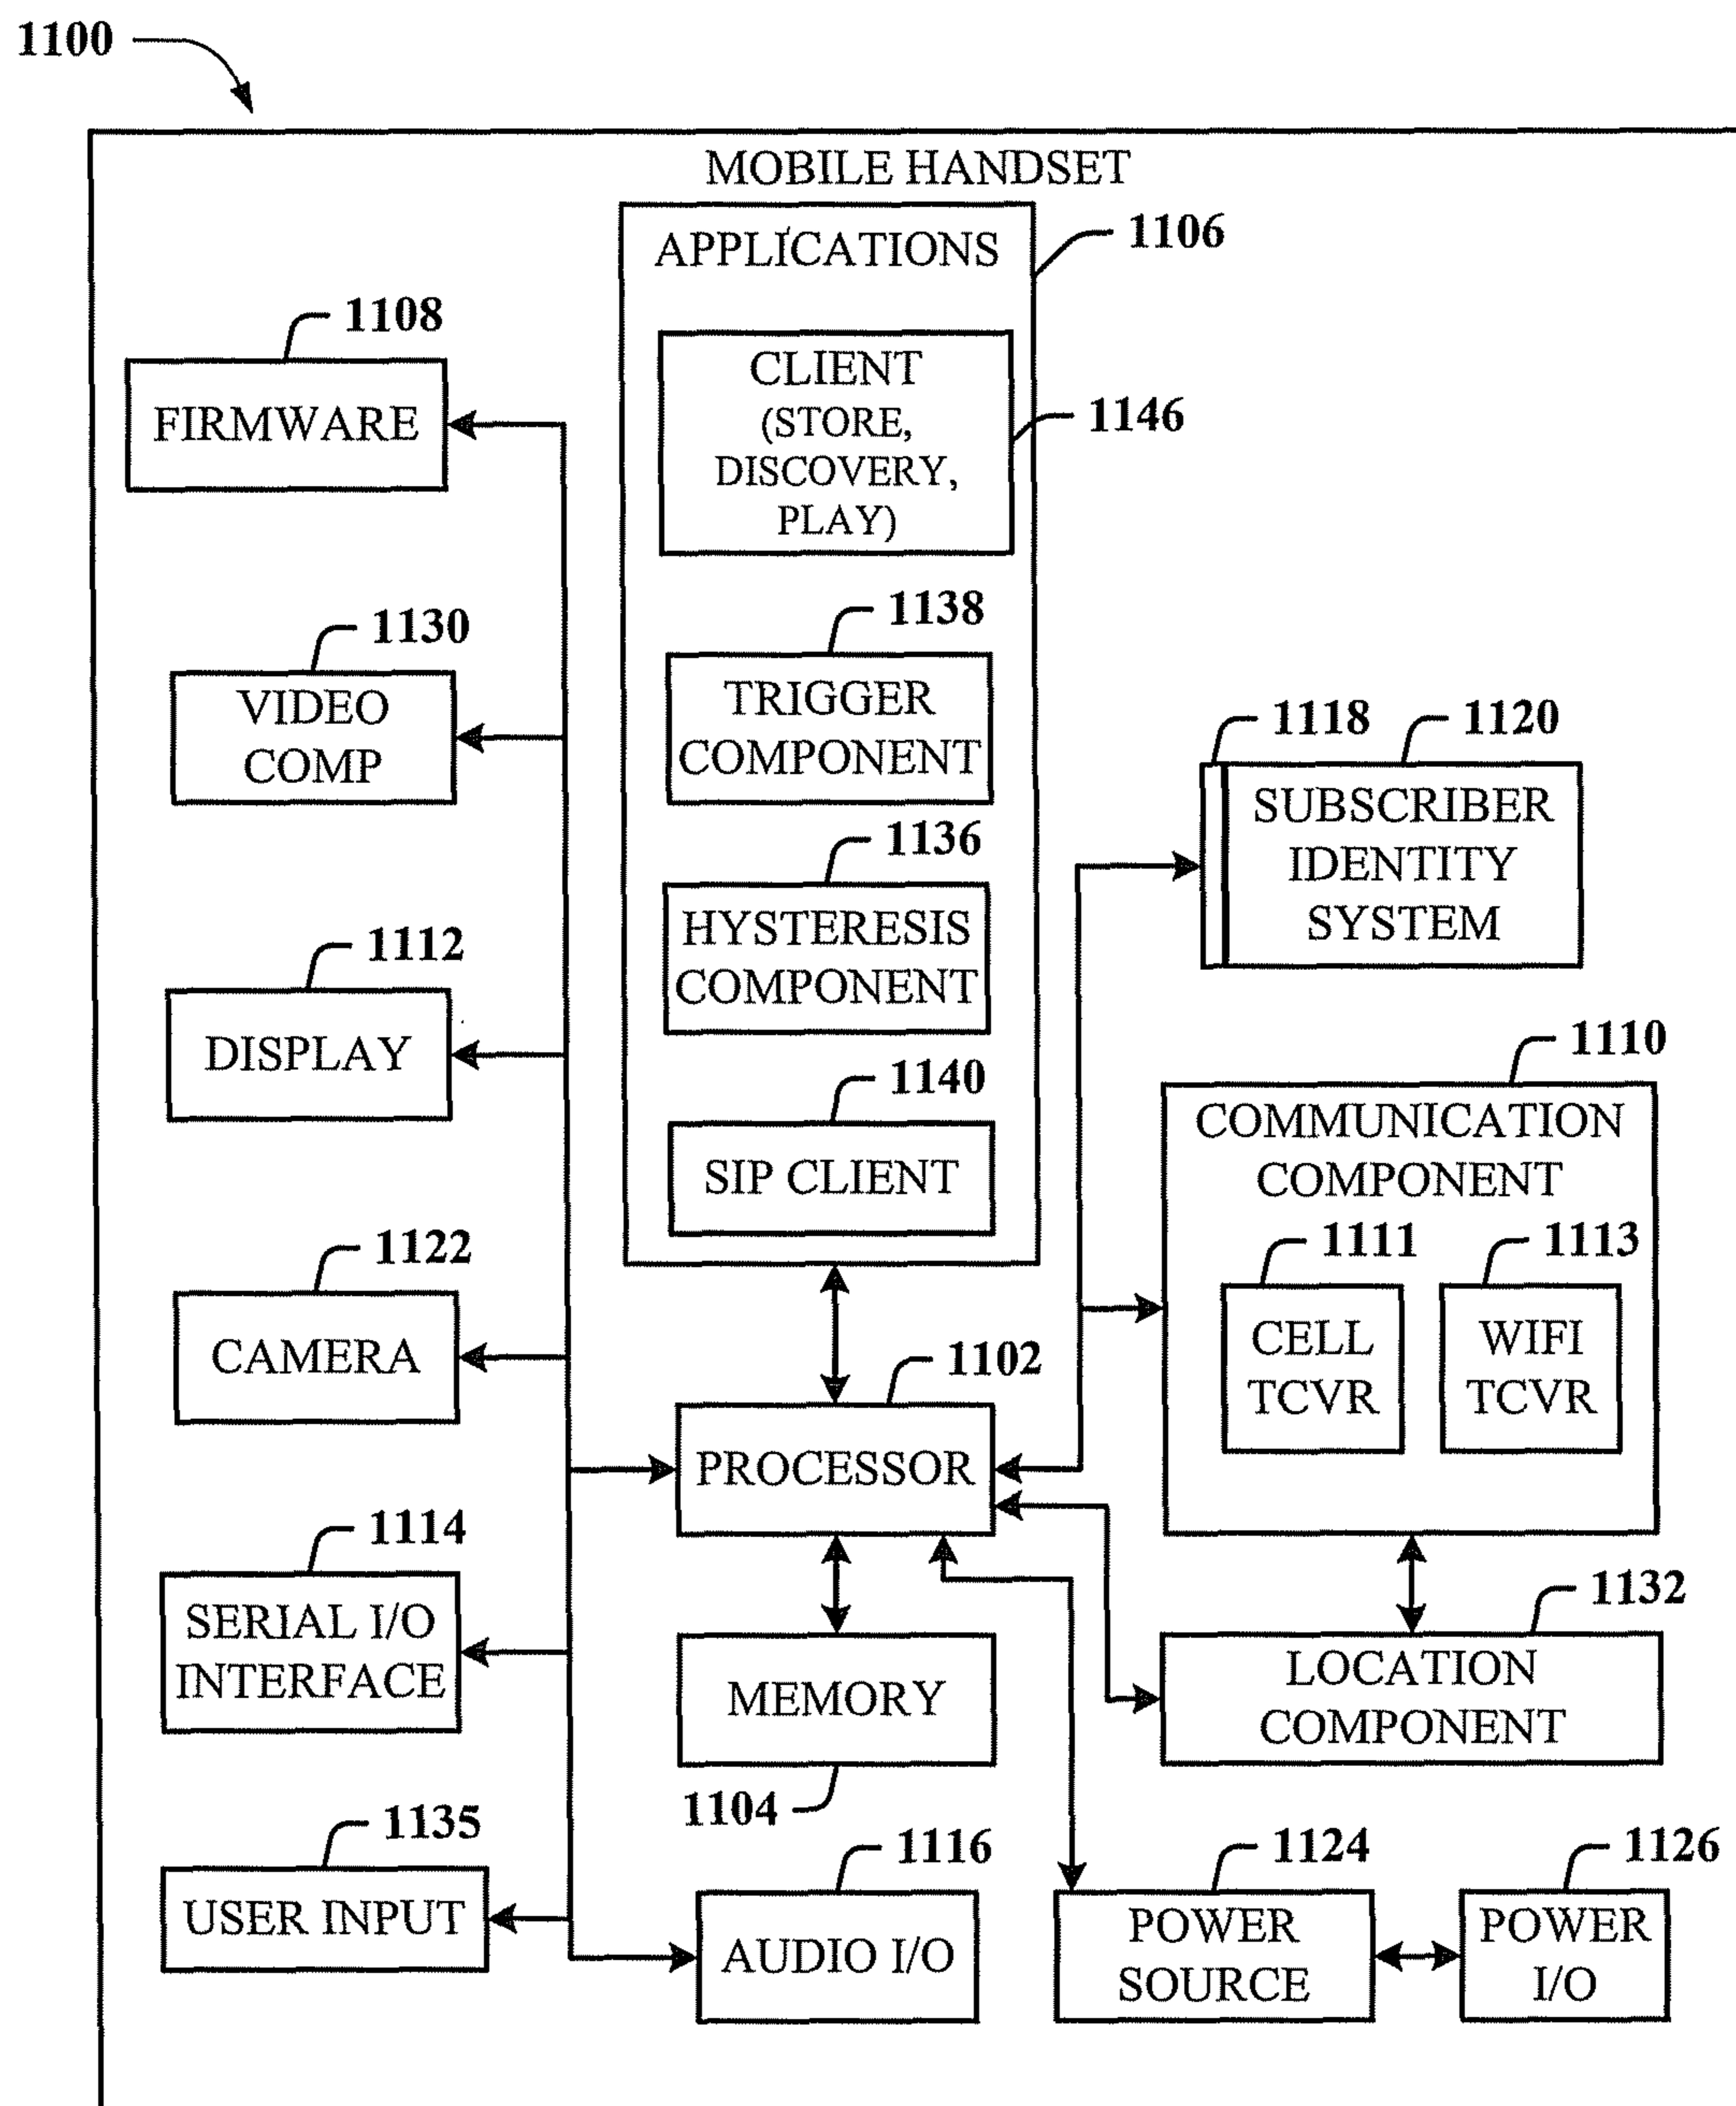 1100
MOBILE HANDSET
APPLICATIONS
1106
1108
FIRMWARE
CLIENT
(STORE,
DISCOVERY,
PLAY)
1146
1130
VIDEO
COMP
1138
TRIGGER
COMPONENT
1118
1120
SUBSCRIBER
IDENTITY
SYSTEM
1136
HYSTERESIS
COMPONENT
1112
DISPLAY
1140
SIP CLIENT
1110
COMMUNICATION
COMPONENT
1111
CELL
TCVR
1113
WIFI
TCVR
1122
CAMERA
1102
PROCESSOR
1114
SERIAL I/O
INTERFACE
MEMORY
1104
1132
LOCATION
COMPONENT
1135
USER INPUT
1116
AUDIO I/O
1124
POWER
SOURCE
1126
POWER
I/O